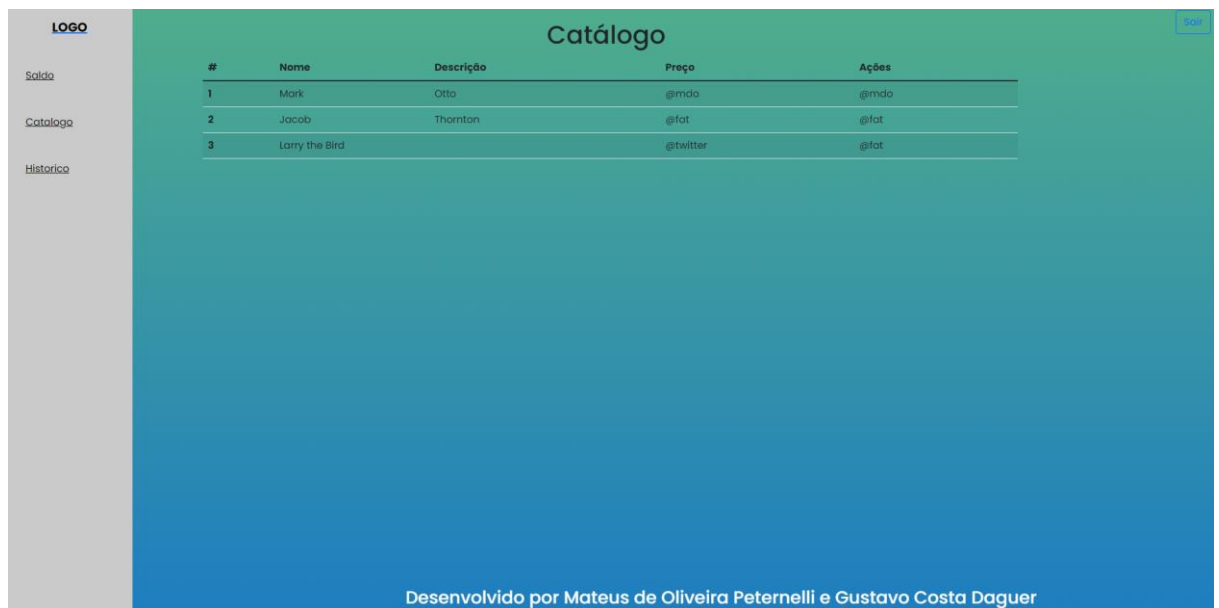 LOGO
Sair
Catálogo
Saldo
Catalogo
Historico
# Nome Descrição Preço Ações
1 Mark Otto @mdo @mdo
2 Jacob Thornton @fat @fat
3 Larry the Bird @twitter @fat
Desenvolvido por Mateus de Oliveira Peternelli e Gustavo Costa Daguer